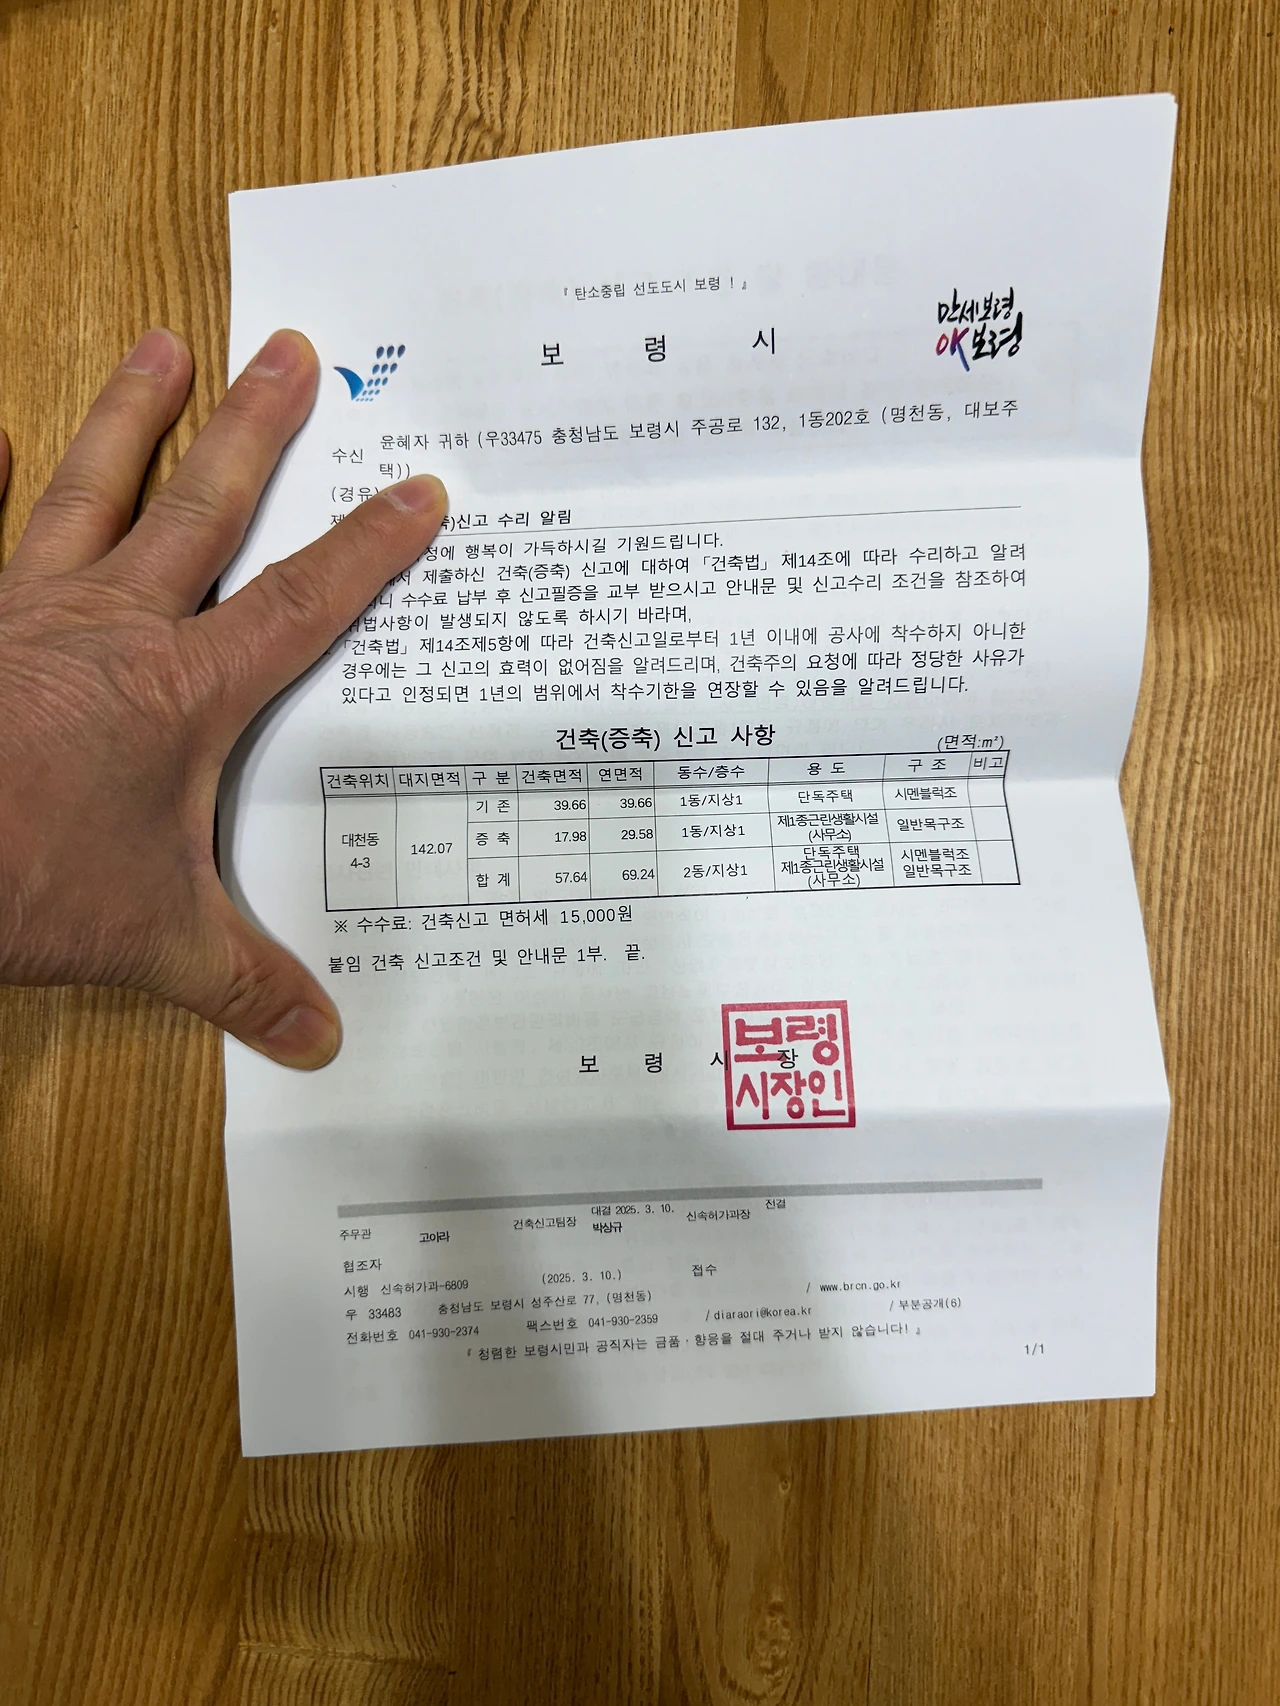 『 탄소중립 선도도시 보령 ! 』
만세보령
OK보령
보 령 시
수신 윤혜자 귀하 (우33475 충청남도 보령시 주공로 132, 1동202호 (명천동, 대보주
택))
(경유)
)신고 수리 알림
행복이 가득하시길 기원드립니다.
제출하신 건축(증축) 신고에 대하여 「건축법」 제14조에 따라 수리하고 알려
수수료 납부 후 신고필증을 교부 받으시고 안내문 및 신고수리 조건을 참조하여
위법사항이 발생되지 않도록 하시기 바라며,
「건축법」 제14조제5항에 따라 건축신고일로부터 1년 이내에 공사에 착수하지 아니한
경우에는 그 신고의 효력이 없어짐을 알려드리며, 건축주의 요청에 따라 정당한 사유가
있다고 인정되면 1년의 범위에서 착수기한을 연장할 수 있음을 알려드립니다.
건축(증축) 신고 사항
(면적:㎡)
건축위치 대지면적 구 분 건축면적 연면적 동수/층수 용 도 구 조 비고
대천동 4-3 142.07 기 존 39.66 39.66 1동/지상1 단독주택 시멘블럭조
증 축 17.98 29.58 1동/지상1 제1종근린생활시설 (사무소) 일반목구조
합 계 57.64 69.24 2동/지상1 단독주택 제1종근린생활시설 (사무소) 시멘블럭조 일반목구조
※ 수수료: 건축신고 면허세 15,000원
붙임 건축 신고조건 및 안내문 1부. 끝.
보 령 시 장
보령
시장인
주무관 고아라 건축신고팀장 대결 2025. 3. 10. 박상규 신속허가과장 전결
협조자
시행 신속허가과-6809 (2025. 3. 10.) 접수
우 33483 충청남도 보령시 성주산로 77, (명천동) / www.brcn.go.kr
전화번호 041-930-2374 팩스번호 041-930-2359 / diaraori@korea.kr / 부분공개(6)
『 청렴한 보령시민과 공직자는 금품·향응을 절대 주거나 받지 않습니다! 』
1/1